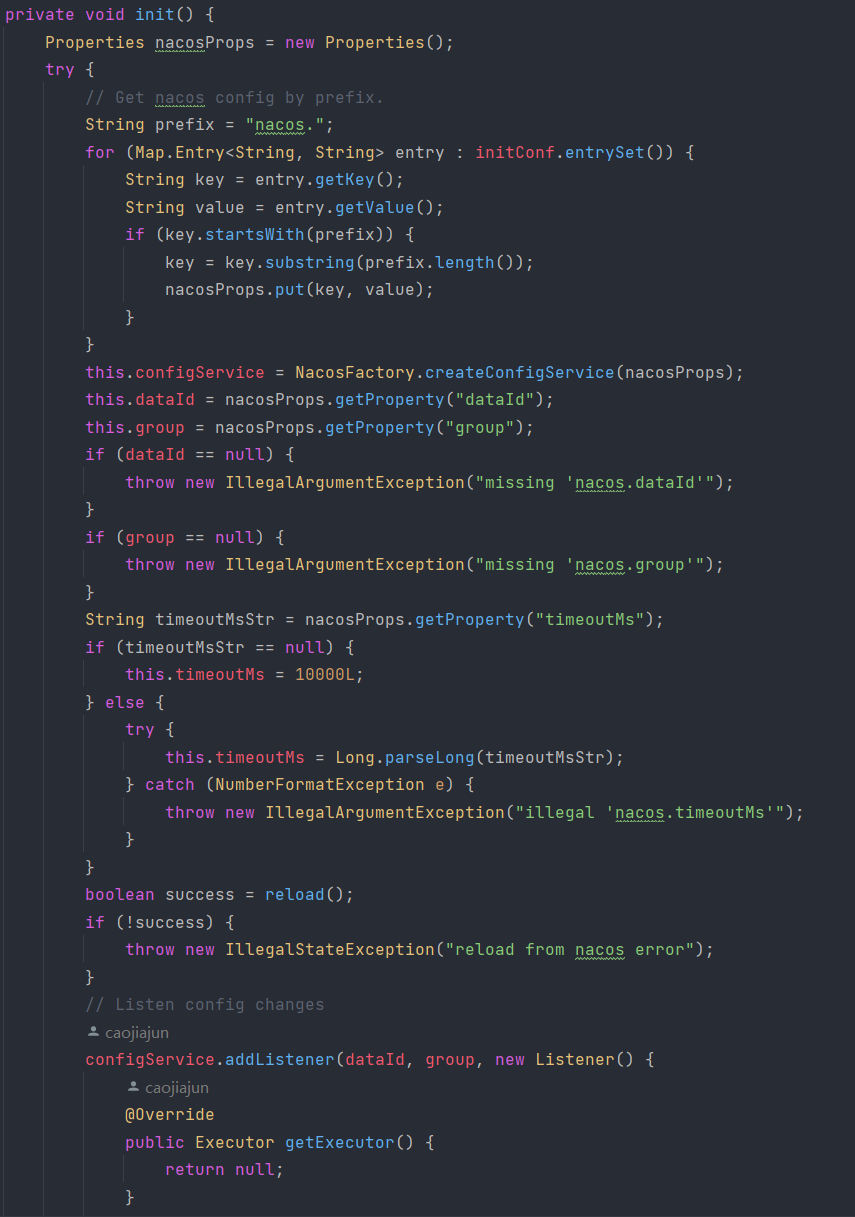 private void init() {
    Properties nacosProps = new Properties();
    try {
        // Get nacos config by prefix.
        String prefix = "nacos.";
        for (Map.Entry<String, String> entry : initConf.entrySet()) {
            String key = entry.getKey();
            String value = entry.getValue();
            if (key.startsWith(prefix)) {
                key = key.substring(prefix.length());
                nacosProps.put(key, value);
            }
        }
        this.configService = NacosFactory.createConfigService(nacosProps);
        this.dataId = nacosProps.getProperty("dataId");
        this.group = nacosProps.getProperty("group");
        if (dataId == null) {
            throw new IllegalArgumentException("missing 'nacos.dataId'");
        }
        if (group == null) {
            throw new IllegalArgumentException("missing 'nacos.group'");
        }
        String timeoutMsStr = nacosProps.getProperty("timeoutMs");
        if (timeoutMsStr == null) {
            this.timeoutMs = 10000L;
        } else {
            try {
                this.timeoutMs = Long.parseLong(timeoutMsStr);
            } catch (NumberFormatException e) {
                throw new IllegalArgumentException("illegal 'nacos.timeoutMs'");
            }
        }
        boolean success = reload();
        if (!success) {
            throw new IllegalStateException("reload from nacos error");
        }
        // Listen config changes
        caojiajun
        configService.addListener(dataId, group, new Listener() {
            caojiajun
            @Override
            public Executor getExecutor() {
                return null;
            }